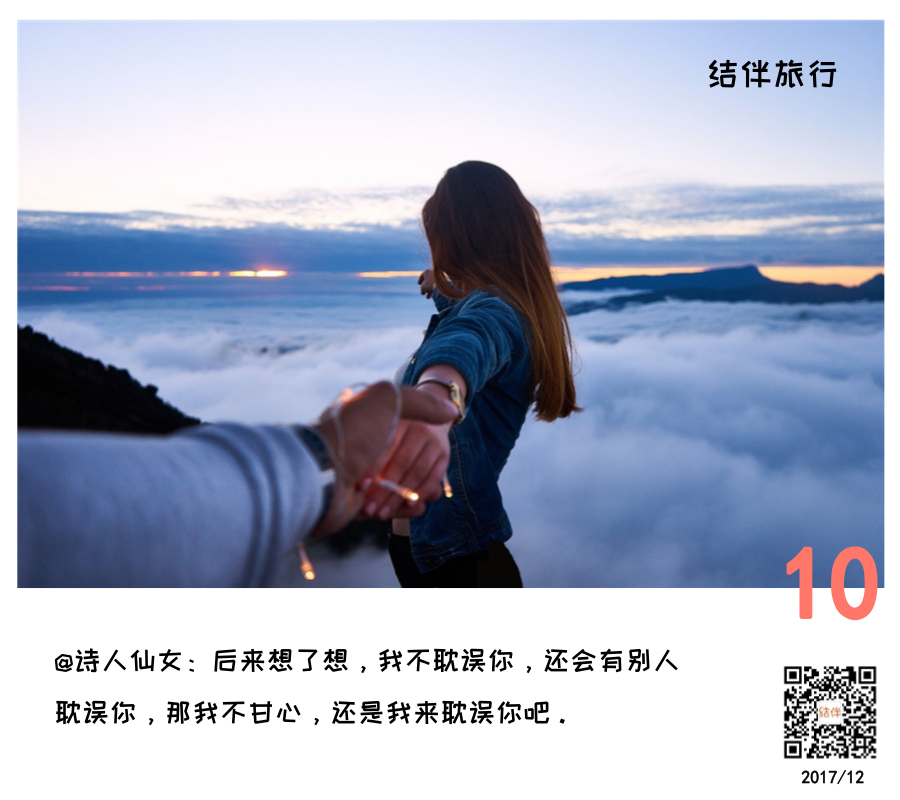 结伴旅行
10
@诗人仙女：后来想了想，我不耽误你，还会有别人
耽误你，那我不甘心，还是我来耽误你吧。
结伴
2017/12